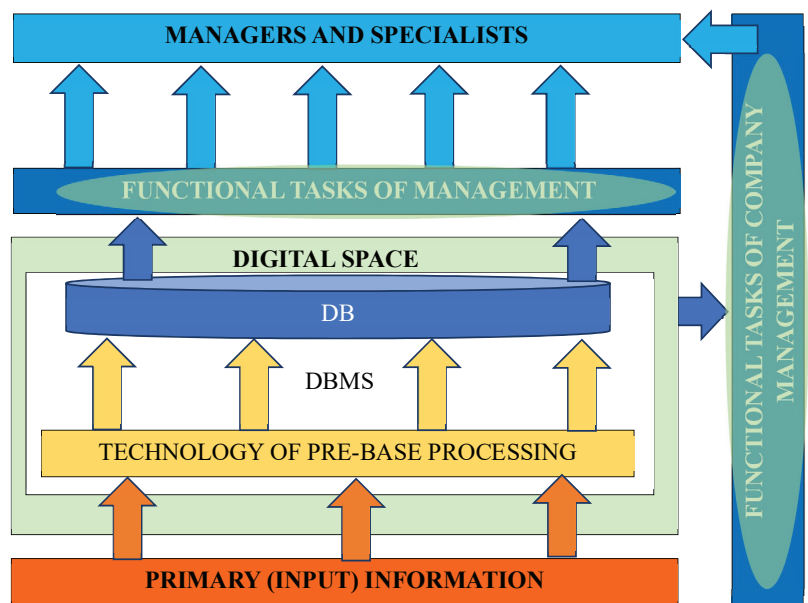 MANAGERS AND SPECIALISTS
FUNCTIONAL TASKS OF MANAGEMENT
DIGITAL SPACE
DB
DBMS
TECHNOLOGY OF PRE-BASE PROCESSING
PRIMARY (INPUT) INFORMATION
FUNCTIONAL TASKS OF COMPANY
MANAGEMENT